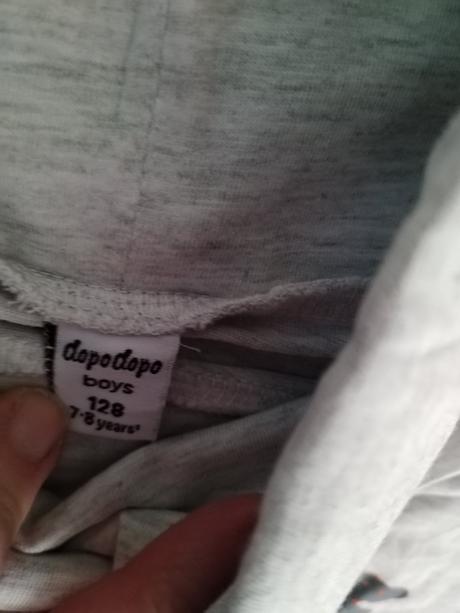 dopodopo
boys
128
7-8 years*